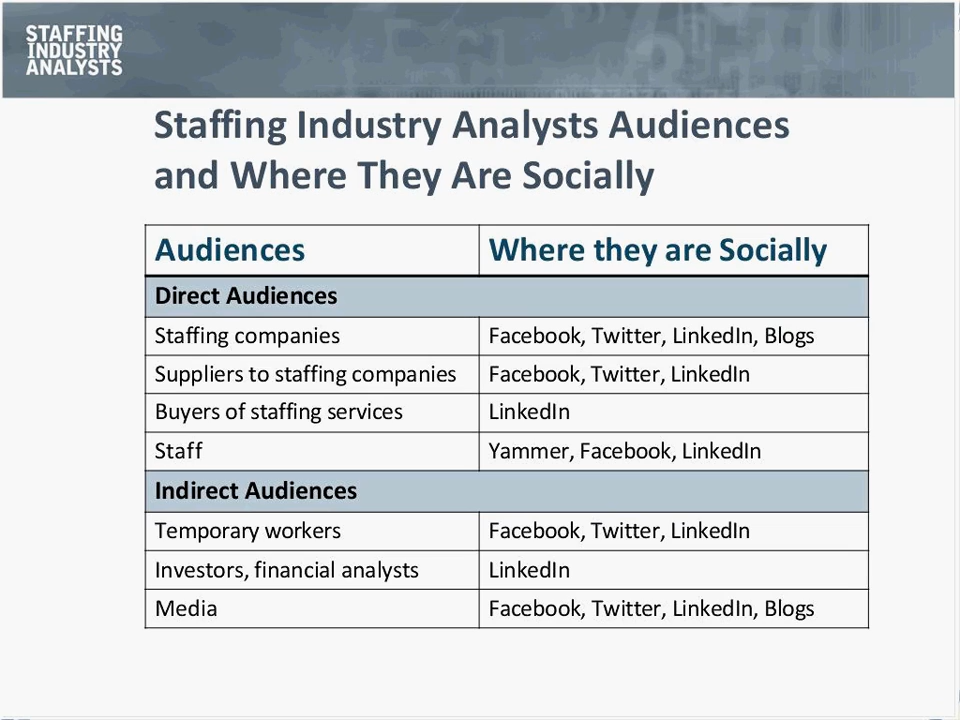 STAFFING
INDUSTRY
ANALYSTS
Staffing Industry Analysts Audiences
and Where They Are Socially
Audiences Where they are Socially
Direct Audiences
Staffing companies Facebook, Twitter, LinkedIn, Blogs
Suppliers to staffing companies Facebook, Twitter, LinkedIn
Buyers of staffing services LinkedIn
Staff Yammer, Facebook, LinkedIn
Indirect Audiences
Temporary workers Facebook, Twitter, LinkedIn
Investors, financial analysts LinkedIn
Media Facebook, Twitter, LinkedIn, Blogs